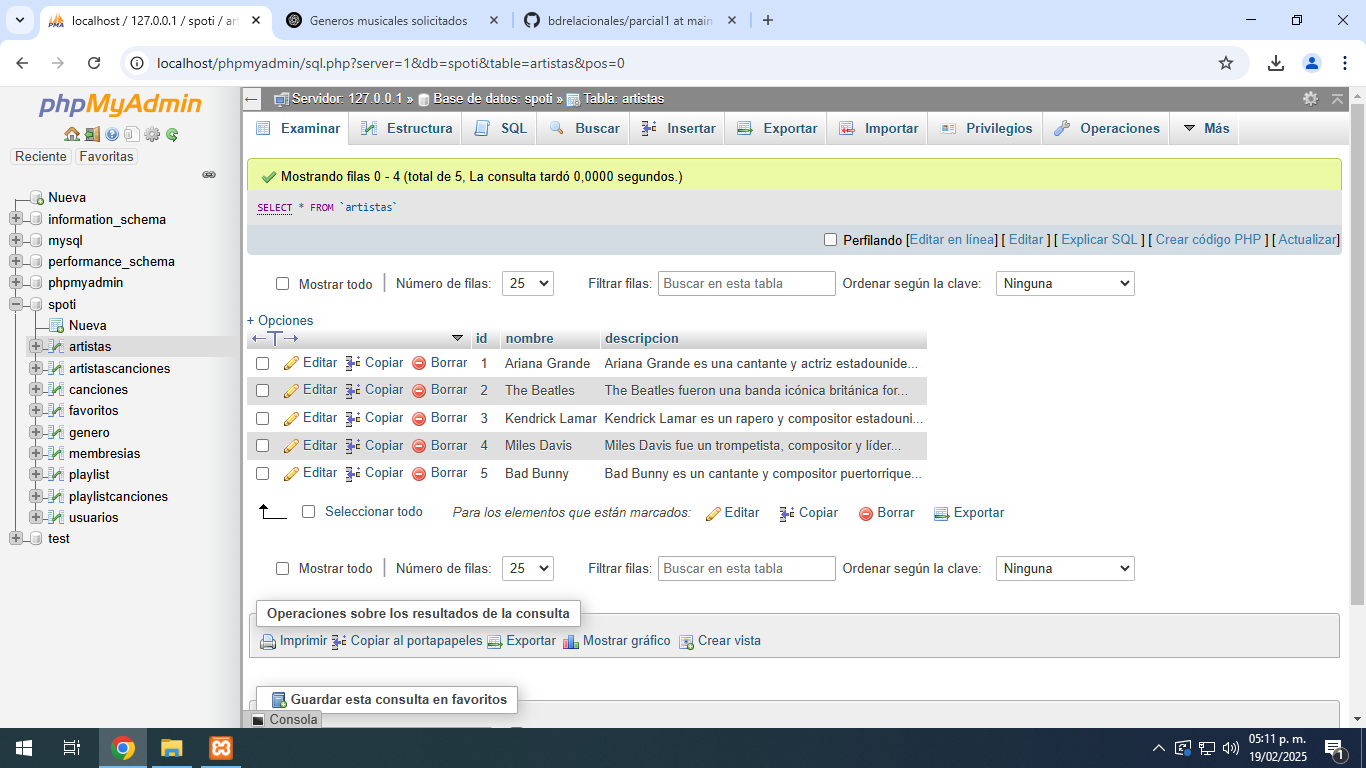 localhost / 127.0.0.1 / spoti / art
Generos musicales solicitados
bdrelacionales/parcial1 at main
localhost/phpmyadmin/sql.php?server=1&db=spoti&table=artistas&pos=0
phpMyAdmin
Reciente Favoritas
Nueva
information_schema
mysql
performance_schema
phpmyadmin
spoti
Nueva
artistas
artistascanciones
canciones
favoritos
genero
membresias
playlist
playlistcanciones
usuarios
test
Servidor: 127.0.0.1 » Base de datos: spoti » Tabla: artistas
Examinar Estructura SQL Buscar Insertar Exportar Importar Privilegios Operaciones Más
Mostrando filas 0 - 4 (total de 5, La consulta tardó 0,0000 segundos.)
SELECT * FROM `artistas`
Perfilando [Editar en línea] [ Editar ] [ Explicar SQL ] [ Crear código PHP ] [ Actualizar]
Mostrar todo Número de filas: 25 Filtrar filas: Buscar en esta tabla Ordenar según la clave: Ninguna
+ Opciones
←T→ id nombre descripcion
Editar Copiar Borrar 1 Ariana Grande Ariana Grande es una cantante y actriz estadounide...
Editar Copiar Borrar 2 The Beatles The Beatles fueron una banda icónica británica for...
Editar Copiar Borrar 3 Kendrick Lamar Kendrick Lamar es un rapero y compositor estadouni...
Editar Copiar Borrar 4 Miles Davis Miles Davis fue un trompetista, compositor y líder...
Editar Copiar Borrar 5 Bad Bunny Bad Bunny es un cantante y compositor puertorrique...
Seleccionar todo Para los elementos que están marcados: Editar Copiar Borrar Exportar
Mostrar todo Número de filas: 25 Filtrar filas: Buscar en esta tabla Ordenar según la clave: Ninguna
Operaciones sobre los resultados de la consulta
Imprimir Copiar al portapapeles Exportar Mostrar gráfico Crear vista
Guardar esta consulta en favoritos
Consola
05:11 p. m.
19/02/2025
1